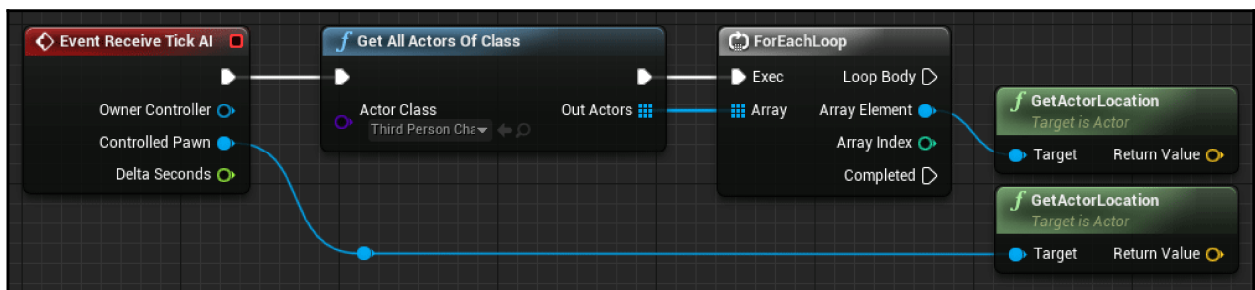 Event Receive Tick AI
Owner Controller
Controlled Pawn
Delta Seconds
f Get All Actors Of Class
Actor Class
Third Person Cha
Out Actors
ForEachLoop
Exec
Loop Body
Array
Array Element
Array Index
Completed
f GetActorLocation
Target is Actor
Target
Return Value
f GetActorLocation
Target is Actor
Target
Return Value